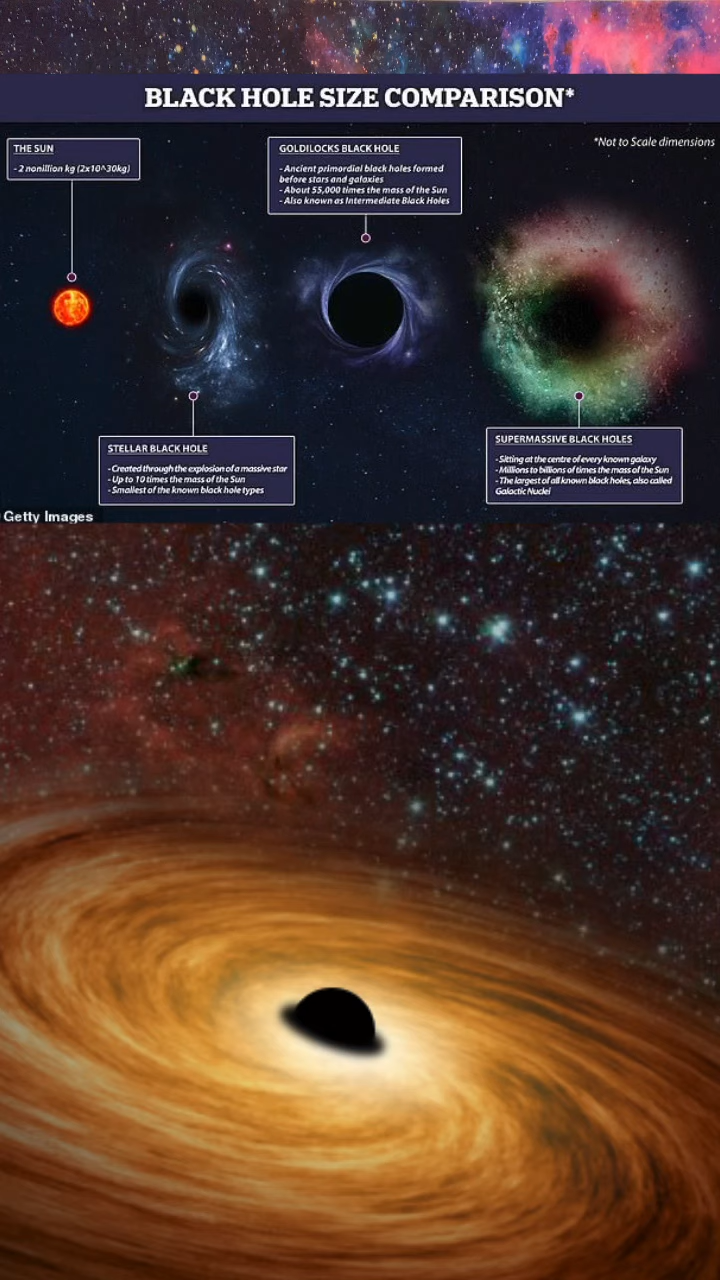 BLACK HOLE SIZE COMPARISON*
*Not to Scale dimensions
THE SUN
- 2 nonillion kg (2x10^30kg)
GOLDILOCKS BLACK HOLE
- Ancient primordial black holes formed
before stars and galaxies
- About 55,000 times the mass of the Sun
- Also known as Intermediate Black Holes
STELLAR BLACK HOLE
- Created through the explosion of a massive star
- Up to 10 times the mass of the Sun
- Smallest of the known black hole types
SUPERMASSIVE BLACK HOLES
- Sitting at the centre of every known galaxy
- Millions to billions of times the mass of the Sun
- The largest of all known black holes, also called
Galactic Nuclei
Getty Images